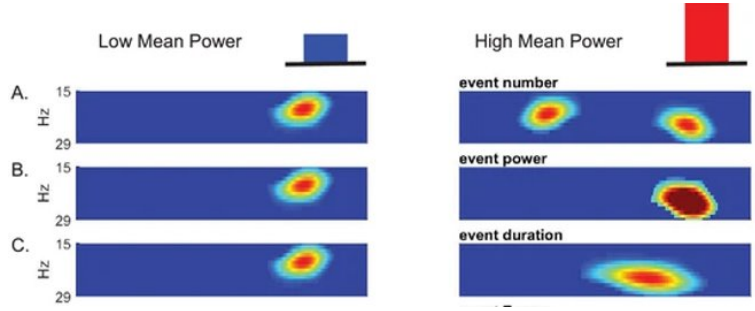 Low Mean Power
High Mean Power
A.
15
Hz
29
event number
B.
15
29
event power
C.
15
Hz
29
event duration